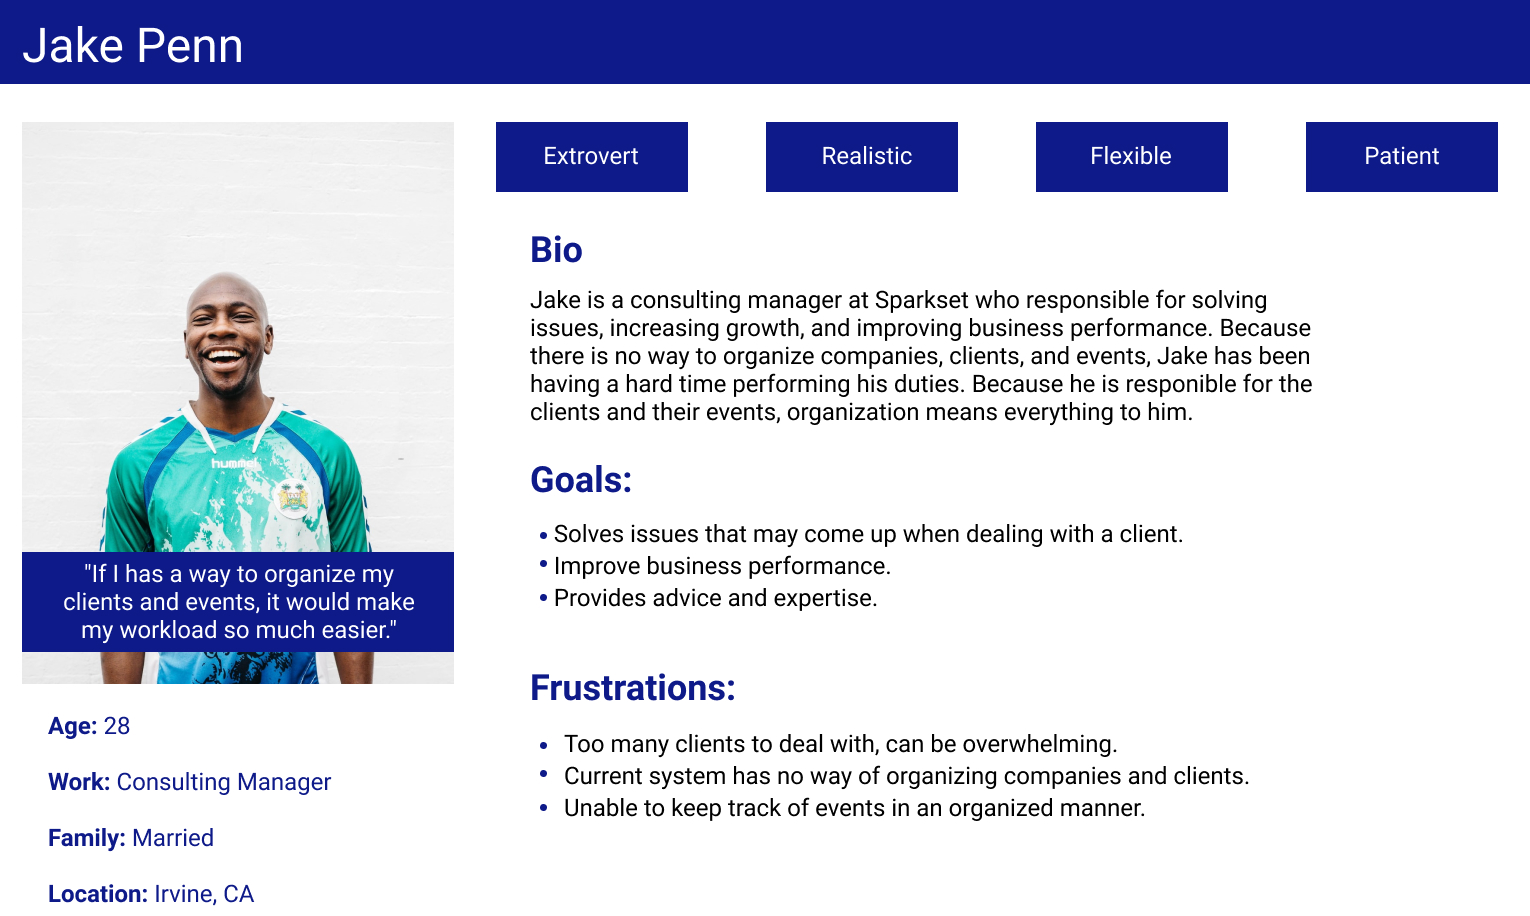 Jake Penn
Extrovert
Realistic
Flexible
Patient
hummel
"If I has a way to organize my
clients and events, it would make
my workload so much easier."
Age: 28
Work: Consulting Manager
Family: Married
Location: Irvine, CA
Bio
Jake is a consulting manager at Sparkset who responsible for solving
issues, increasing growth, and improving business performance. Because
there is no way to organize companies, clients, and events, Jake has been
having a hard time performing his duties. Because he is responible for the
clients and their events, organization means everything to him.
Goals:
• Solves issues that may come up when dealing with a client.
• Improve business performance.
• Provides advice and expertise.
Frustrations:
• Too many clients to deal with, can be overwhelming.
• Current system has no way of organizing companies and clients.
• Unable to keep track of events in an organized manner.